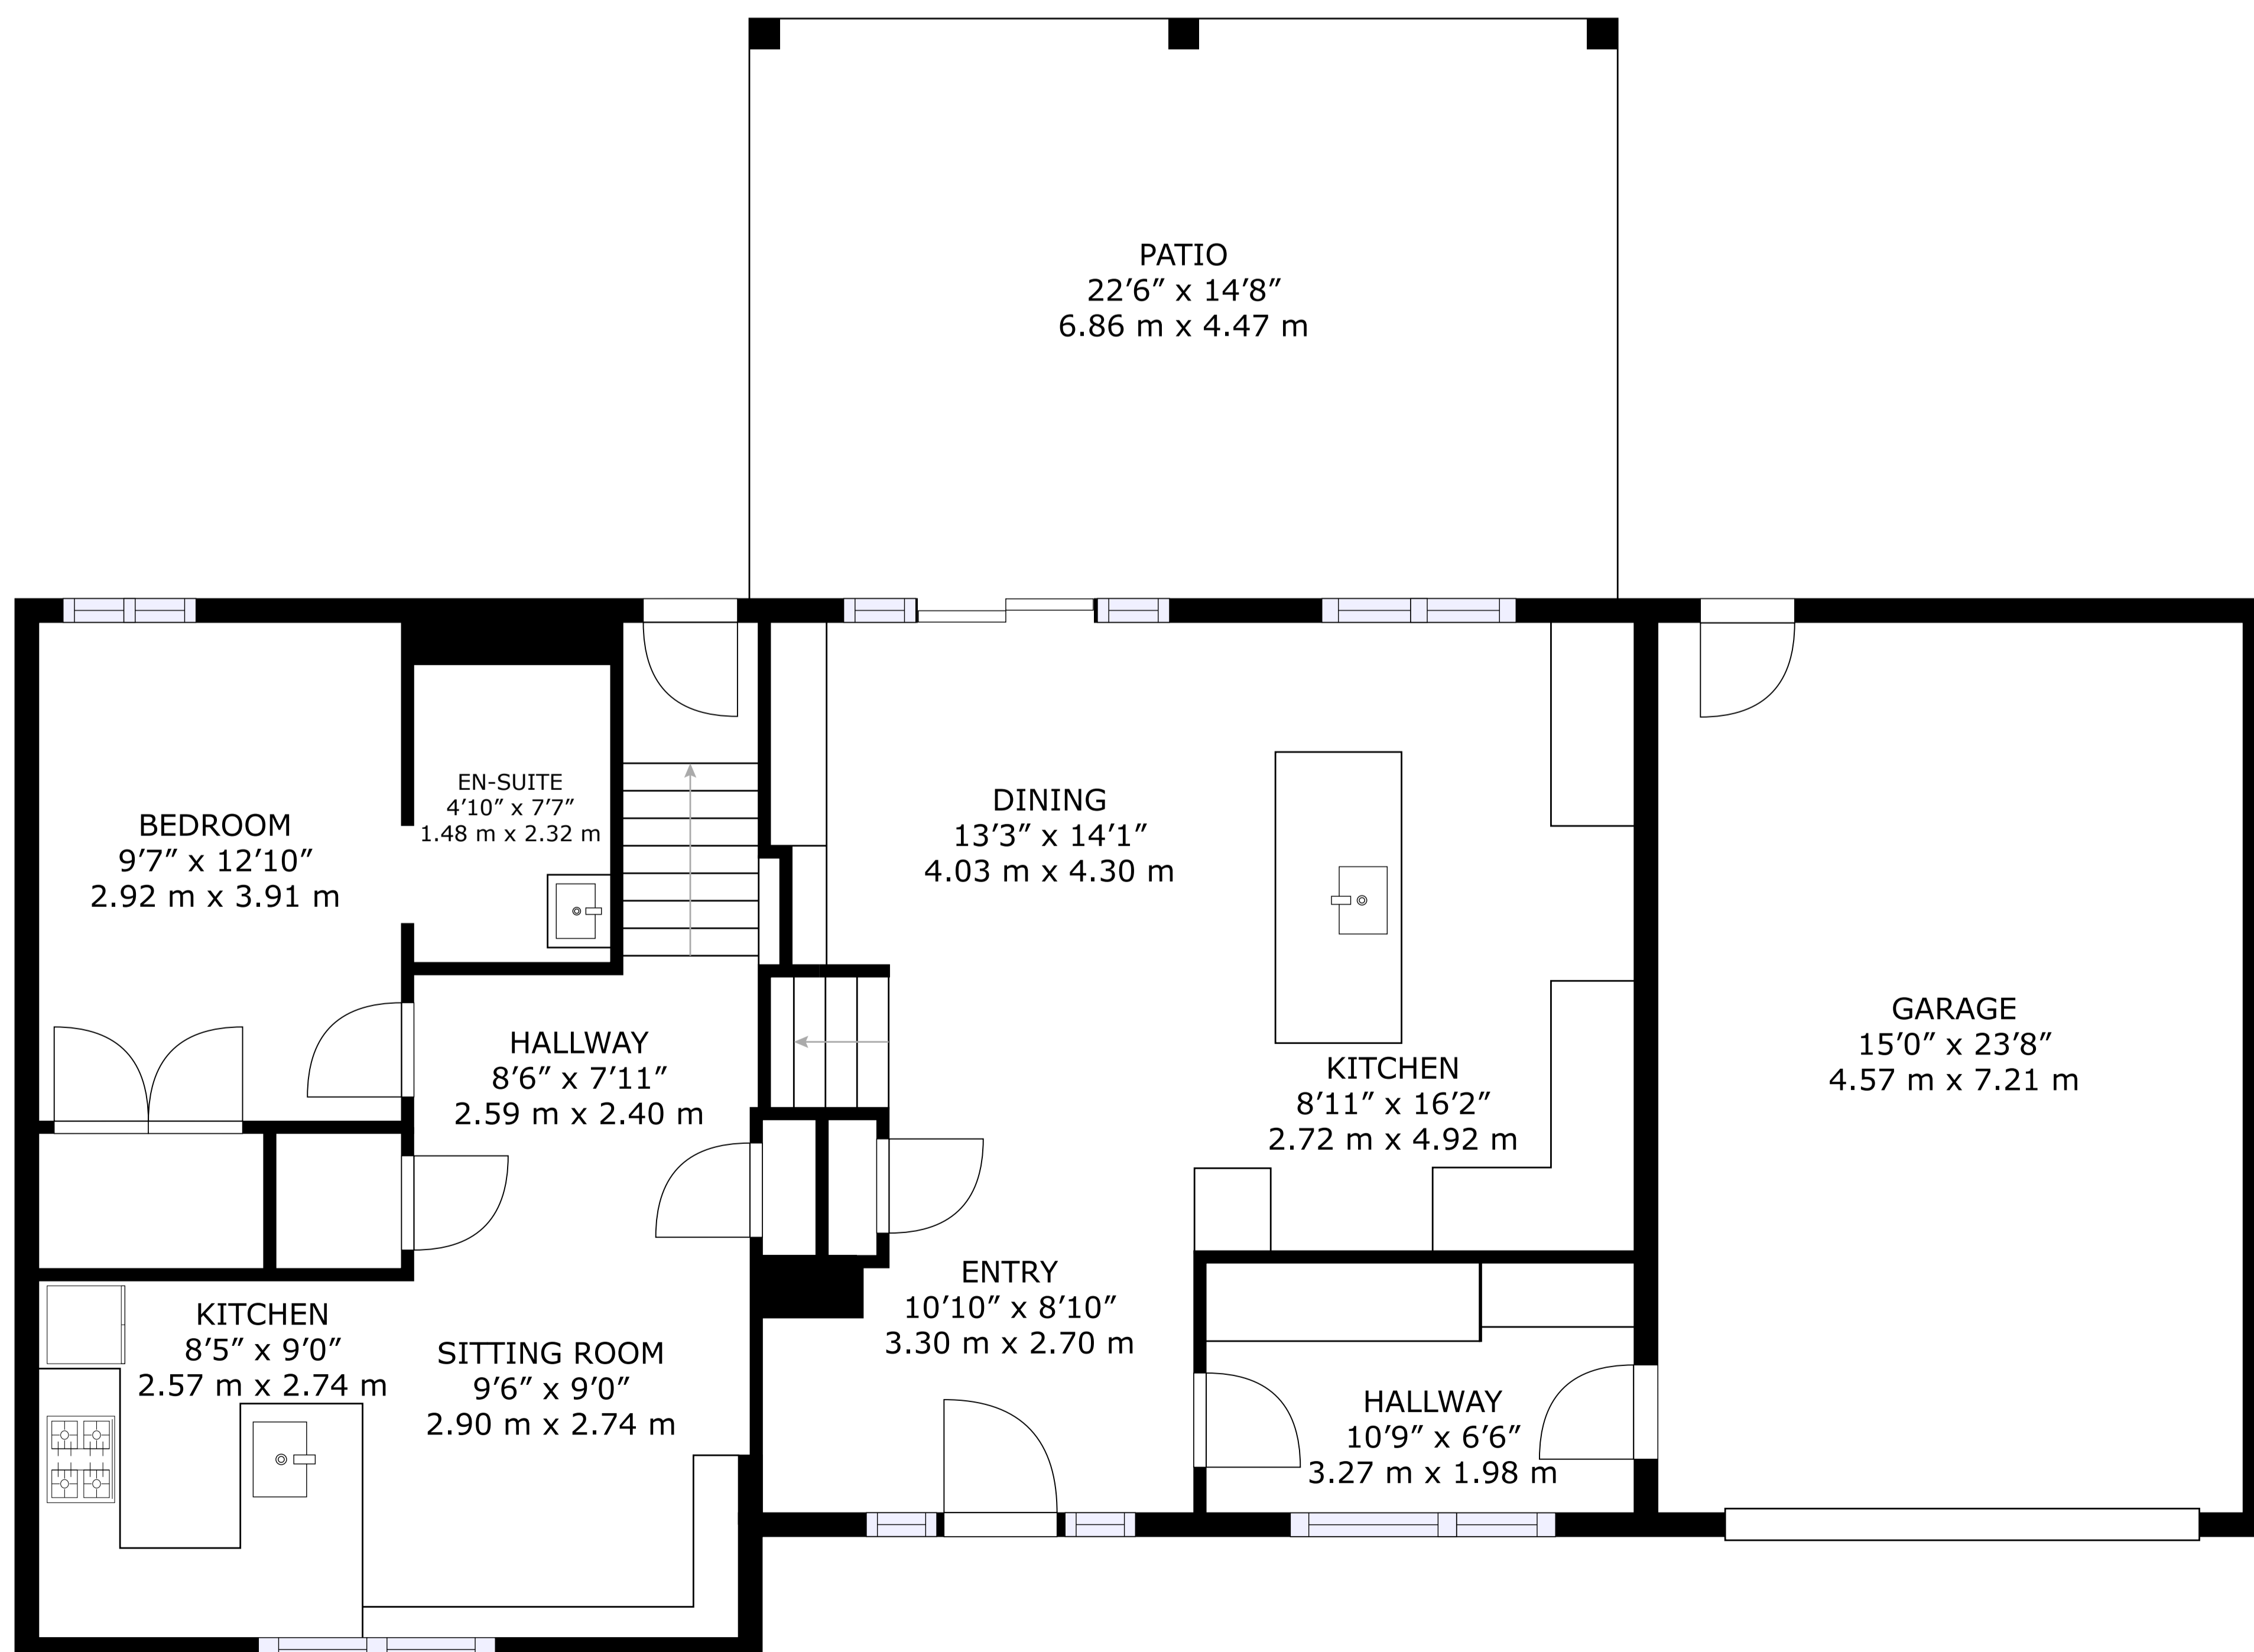 PATIO
22′6″ x 14′8″
6.86 m x 4.47 m
EN-SUITE
4′10″ x 7′7″
1.48 m x 2.32 m
BEDROOM
9′7″ x 12′10″
2.92 m x 3.91 m
DINING
13′3″ x 14′1″
4.03 m x 4.30 m
HALLWAY
8′6″ x 7′11″
2.59 m x 2.40 m
KITCHEN
8′11″ x 16′2″
2.72 m x 4.92 m
GARAGE
15′0″ x 23′8″
4.57 m x 7.21 m
KITCHEN
8′5″ x 9′0″
2.57 m x 2.74 m
SITTING ROOM
9′6″ x 9′0″
2.90 m x 2.74 m
ENTRY
10′10″ x 8′10″
3.30 m x 2.70 m
HALLWAY
10′9″ x 6′6″
3.27 m x 1.98 m